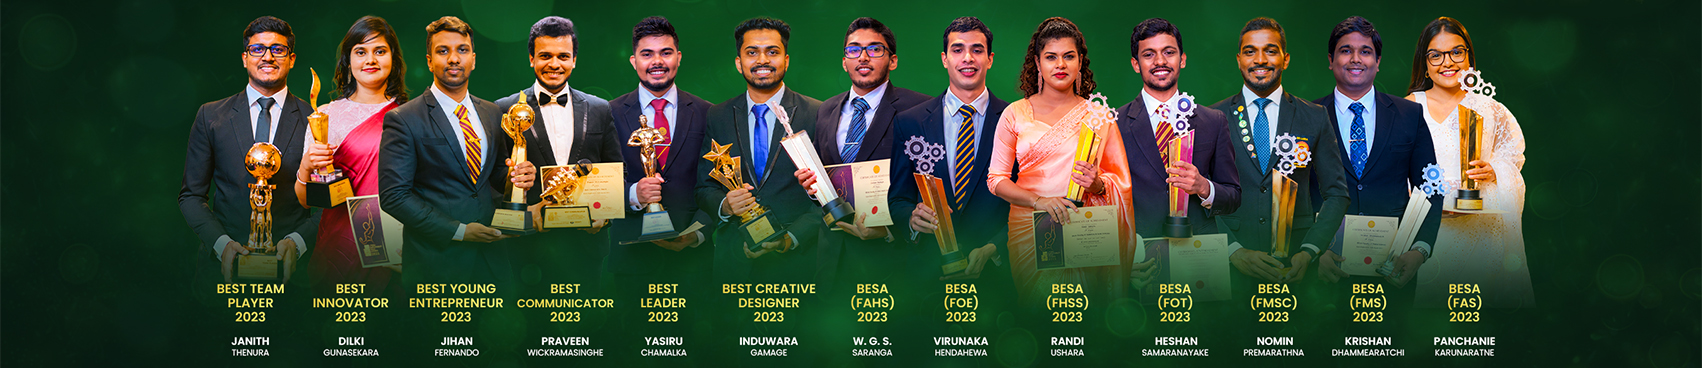 BEST TEAM
PLAYER
2023
JANITH
THENURA
BEST
INNOVATOR
2023
DILKI
GUNASEKARA
BEST YOUNG
ENTREPRENEUR
2023
JIHAN
FERNANDO
BEST
COMMUNICATOR
2023
PRAVEEN
WICKRAMASINGHE
BEST
LEADER
2023
YASIRU
CHAMALKA
BEST CREATIVE
DESIGNER
2023
INDUWARA
GAMAGE
BESA
(FAHS)
2023
W. G. S.
SARANGA
BESA
(FOE)
2023
VIRUNAKA
HENDAHEWA
BESA
(FHSS)
2023
RANDI
USHARA
BESA
(FOT)
2023
HESHAN
SAMARANAYAKE
BESA
(FMSC)
2023
NOMIN
PREMARATHNA
BESA
(FMS)
2023
KRISHAN
DHAMMEARATCHI
BESA
(FAS)
2023
PANCHANIE
KARUNARATNE